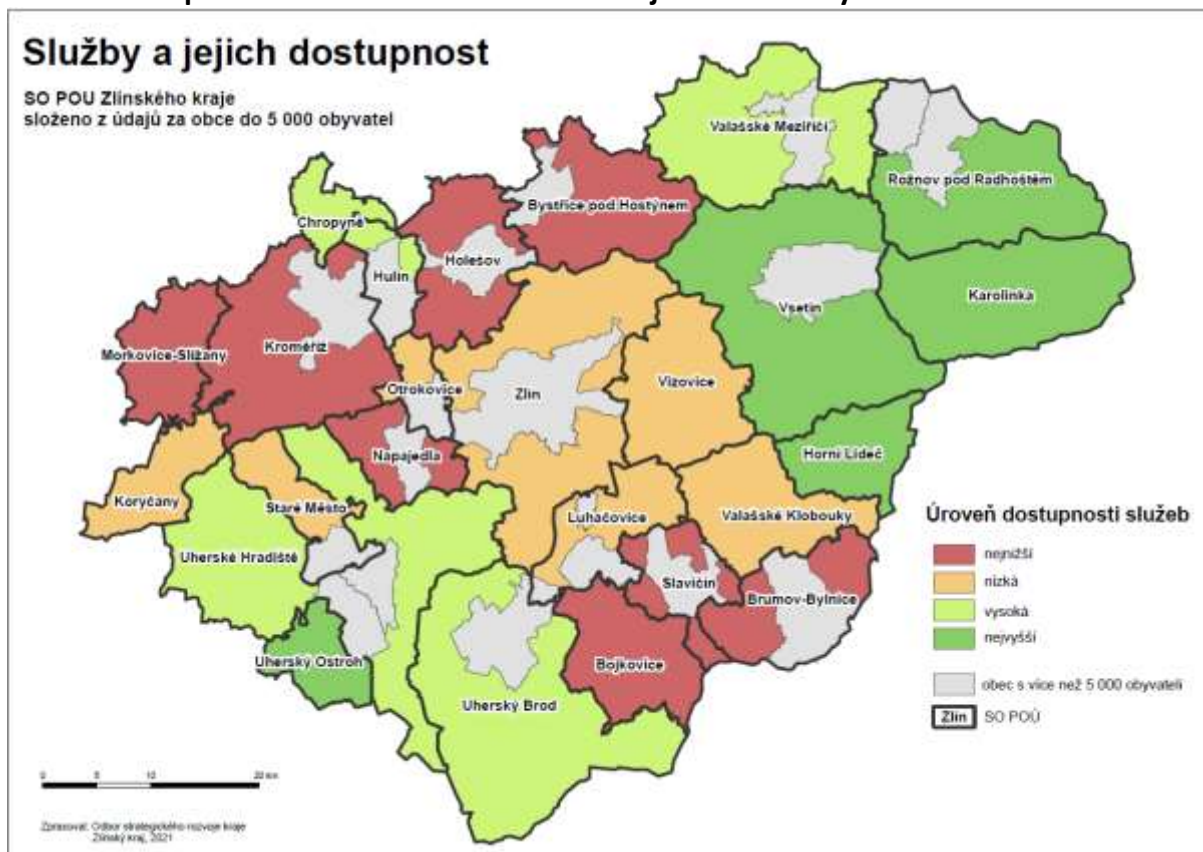 Služby a jejich dostupnost
SO POU Zlínského kraje
složeno z údajů za obce do 5 000 obyvatel
Valašské Meziříčí
Rožnov pod Radhoštěm
Bystřice pod Hostýnem
Chropyně
Holešov
Hulín
Karolinka
Vsetín
Kroměříž
Morkovice-Slížany
Otrokovice
Zlín
Vizovice
Napajedla
Horní Lideč
Koryčany
Staré Město
Luhačovice
Valašské Klobouky
Uherské Hradiště
Slavičín
Brumov-Bylnice
Uherský Ostroh
Bojkovice
Uherský Brod
Úroveň dostupnosti služeb
nejnižší
nízká
vysoká
nejvyšší
obec s více než 5 000 obyvateli
Zlín SO POÚ
0 5 10 20 km
Zpracoval: Odbor strategického rozvoje kraje
Zlínský kraj, 2021